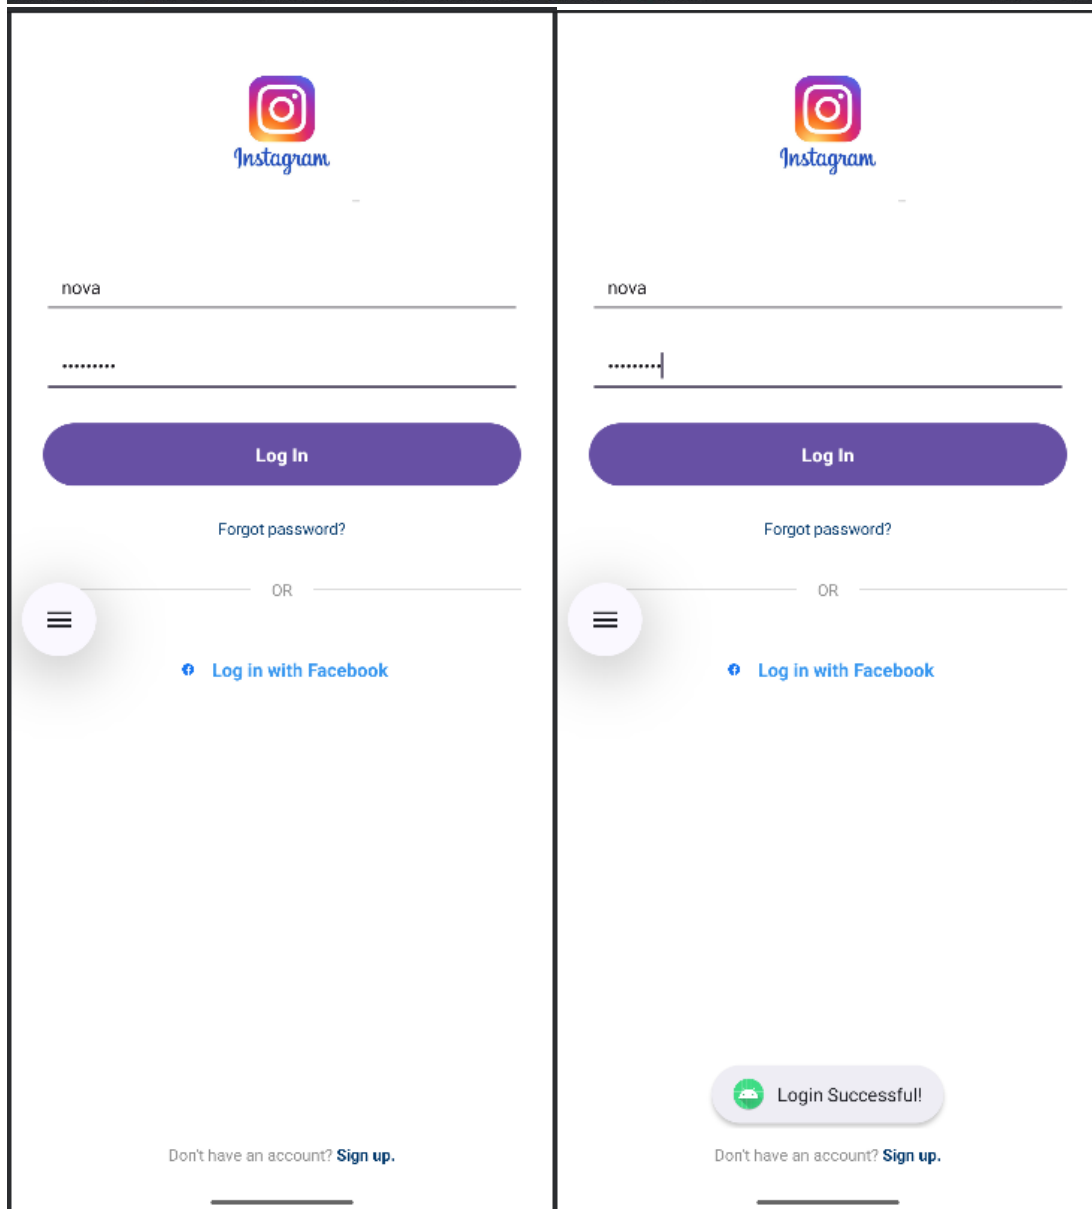 Instagram
nova
•••••••••
Log In
Forgot password?
OR
Log in with Facebook
Don't have an account? Sign up.
Instagram
nova
•••••••••
Log In
Forgot password?
OR
Log in with Facebook
Login Successful!
Don't have an account? Sign up.